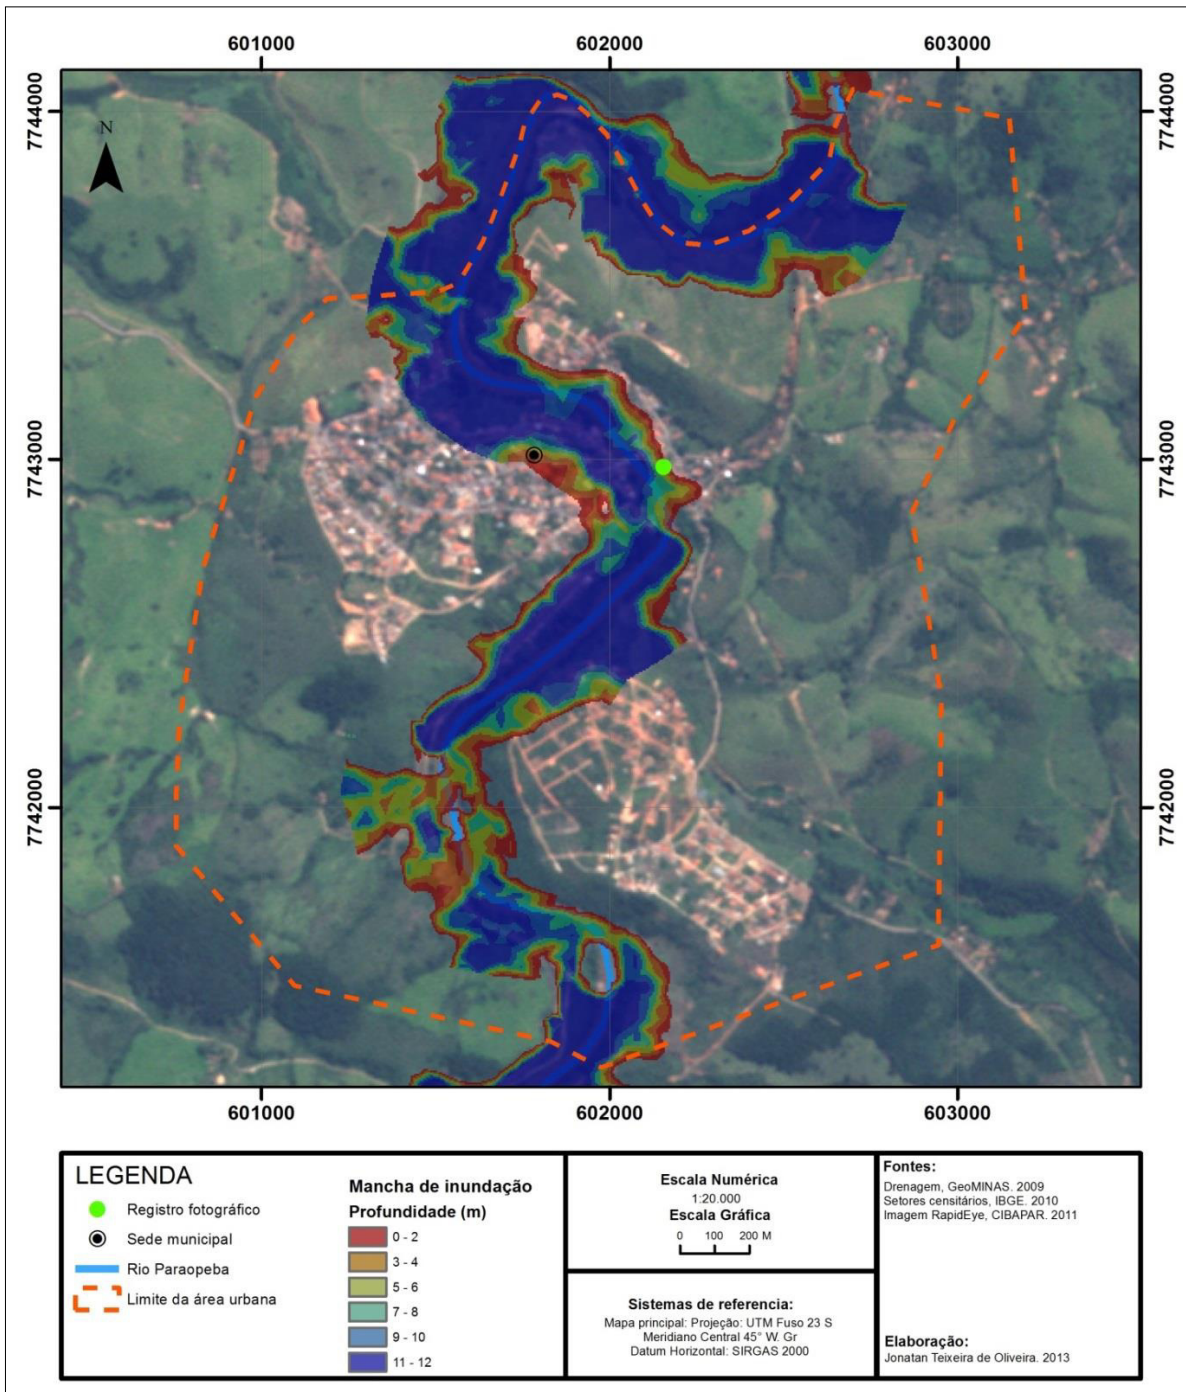 601000
602000
603000
7744000
7744000
N
7743000
7743000
7742000
7742000
601000
602000
603000
LEGENDA
Registro fotográfico
Sede municipal
Rio Paraopeba
Limite da área urbana
Mancha de inundação
Profundidade (m)
0 - 2
3 - 4
5 - 6
7 - 8
9 - 10
11 - 12
Escala Numérica
1:20.000
Escala Gráfica
0 100 200 M
Sistemas de referencia:
Mapa principal: Projeção: UTM Fuso 23 S
Meridiano Central 45° W. Gr
Datum Horizontal: SIRGAS 2000
Fontes:
Drenagem, GeoMINAS. 2009
Setores censitários, IBGE. 2010
Imagem RapidEye, CIBAPAR. 2011
Elaboração:
Jonatan Teixeira de Oliveira. 2013